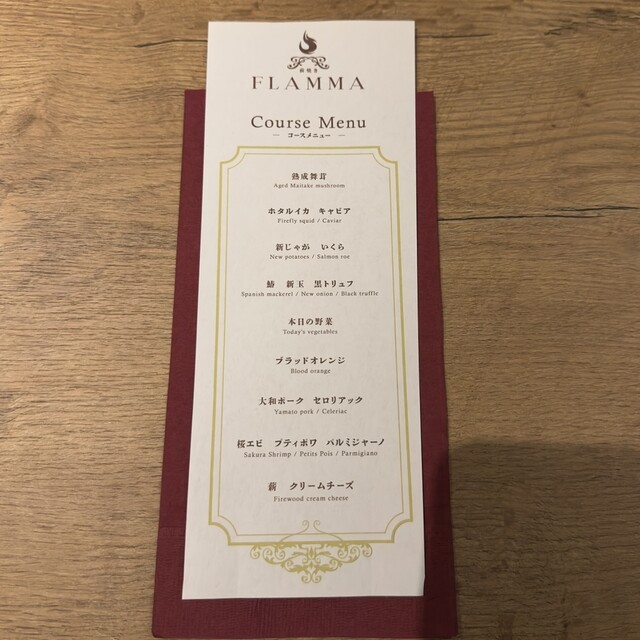 薪焼き
FLAMMA
Course Menu
コースメニュー
熟成舞茸
Aged Maitake mushroom
ホタルイカ キャビア
Firefly squid / Caviar
新じゃが いくら
New potatoes / Salmon roe
鰆 新玉 黒トリュフ
Spanish mackerel / New onion / Black truffle
本日の野菜
Today's vegetables
ブラッドオレンジ
Blood orange
大和ポーク セロリアック
Yamato pork / Celeriac
桜エビ プティポワ パルミジャーノ
Sakura Shrimp / Petits Pois / Parmigiano
薪 クリームチーズ
Firewood cream cheese